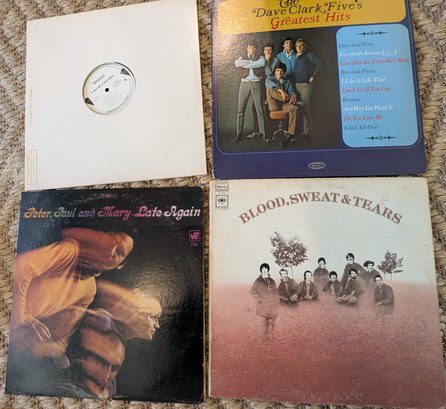 The
"Dave Clark Five's
Greatest Hits
Over and Over
Everybody Knows
Can't You See That She's Mine
Bits and Pieces
I Like It Like That
Catch Us If You Can
Because
Any Way You Want It
Do You Love Me
Glad All Over
Epic
STEREO
Peter, Paul and Mary Late Again
W
BLOOD, SWEAT & TEARS